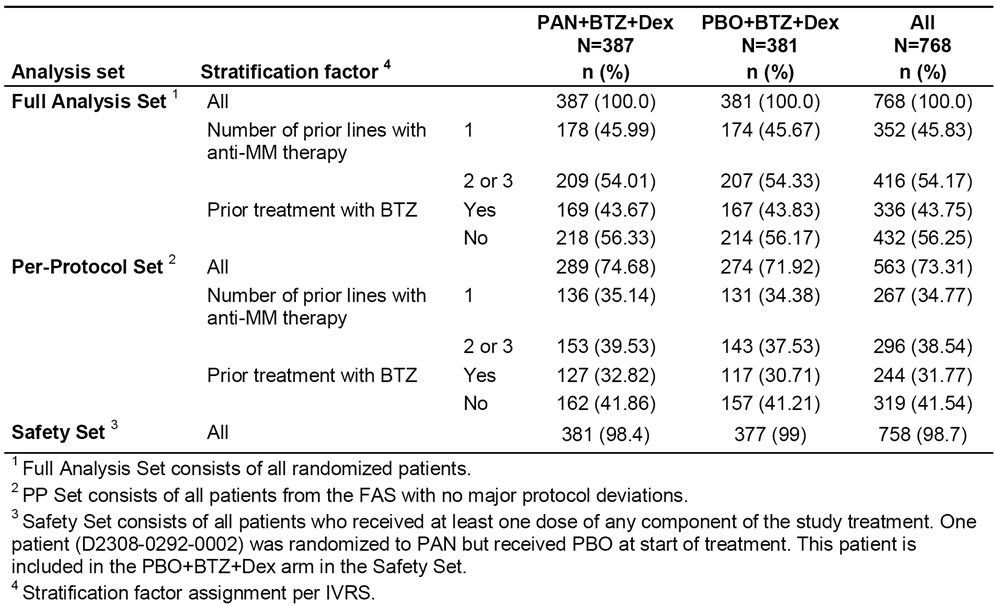 PAN+BTZ+Dex PBO+BTZ+Dex All
N=387 N=381 N=768
Analysis set Stratification factor 4 n (%) n (%) n (%)
Full Analysis Set 1 All 387 (100.0) 381 (100.0) 768 (100.0)
Number of prior lines with 1 178 (45.99) 174 (45.67) 352 (45.83)
anti-MM therapy
2 or 3 209 (54.01) 207 (54.33) 416 (54.17)
Prior treatment with BTZ Yes 169 (43.67) 167 (43.83) 336 (43.75)
No 218 (56.33) 214 (56.17) 432 (56.25)
Per-Protocol Set 2 All 289 (74.68) 274 (71.92) 563 (73.31)
Number of prior lines with 1 136 (35.14) 131 (34.38) 267 (34.77)
anti-MM therapy
2 or 3 153 (39.53) 143 (37.53) 296 (38.54)
Prior treatment with BTZ Yes 127 (32.82) 117 (30.71) 244 (31.77)
No 162 (41.86) 157 (41.21) 319 (41.54)
Safety Set 3 All 381 (98.4) 377 (99) 758 (98.7)
1 Full Analysis Set consists of all randomized patients.
2 PP Set consists of all patients from the FAS with no major protocol deviations.
3 Safety Set consists of all patients who received at least one dose of any component of the study treatment. One
patient (D2308-0292-0002) was randomized to PAN but received PBO at start of treatment. This patient is
included in the PBO+BTZ+Dex arm in the Safety Set.
4 Stratification factor assignment per IVRS.